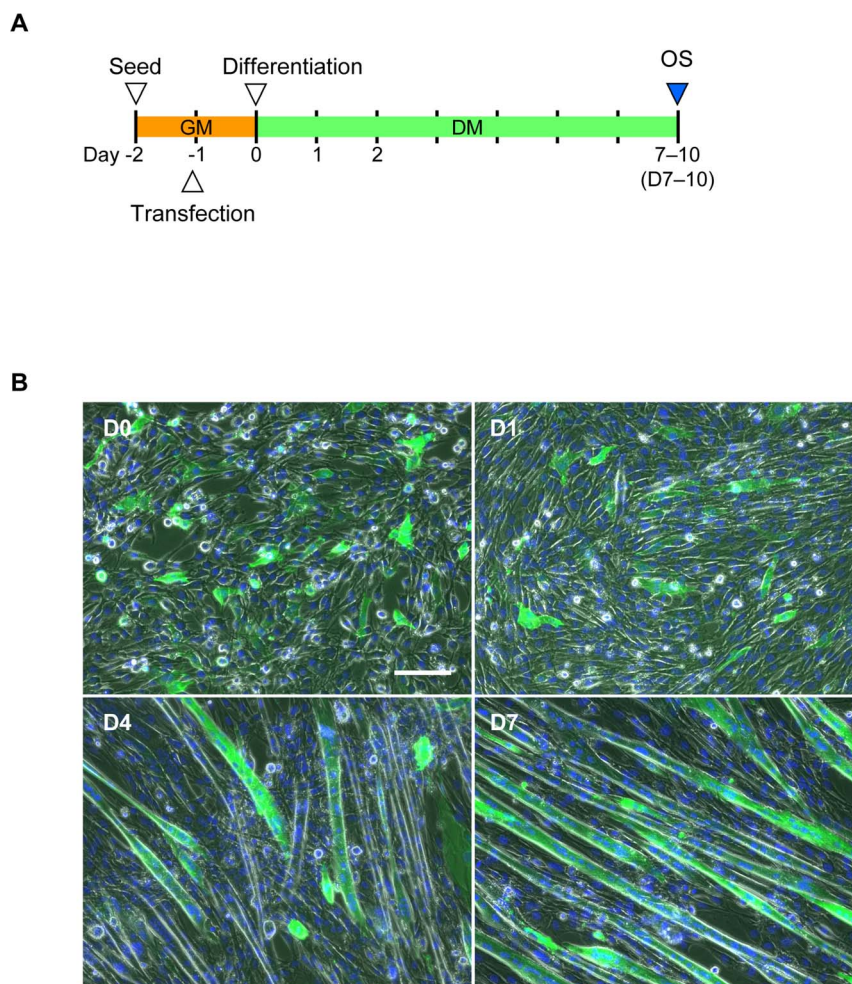 A
Seed
Differentiation
OS
GM
DM
Day -2
-1
0
1
2
7–10
(D7–10)
Transfection
B
D0
D1
D4
D7